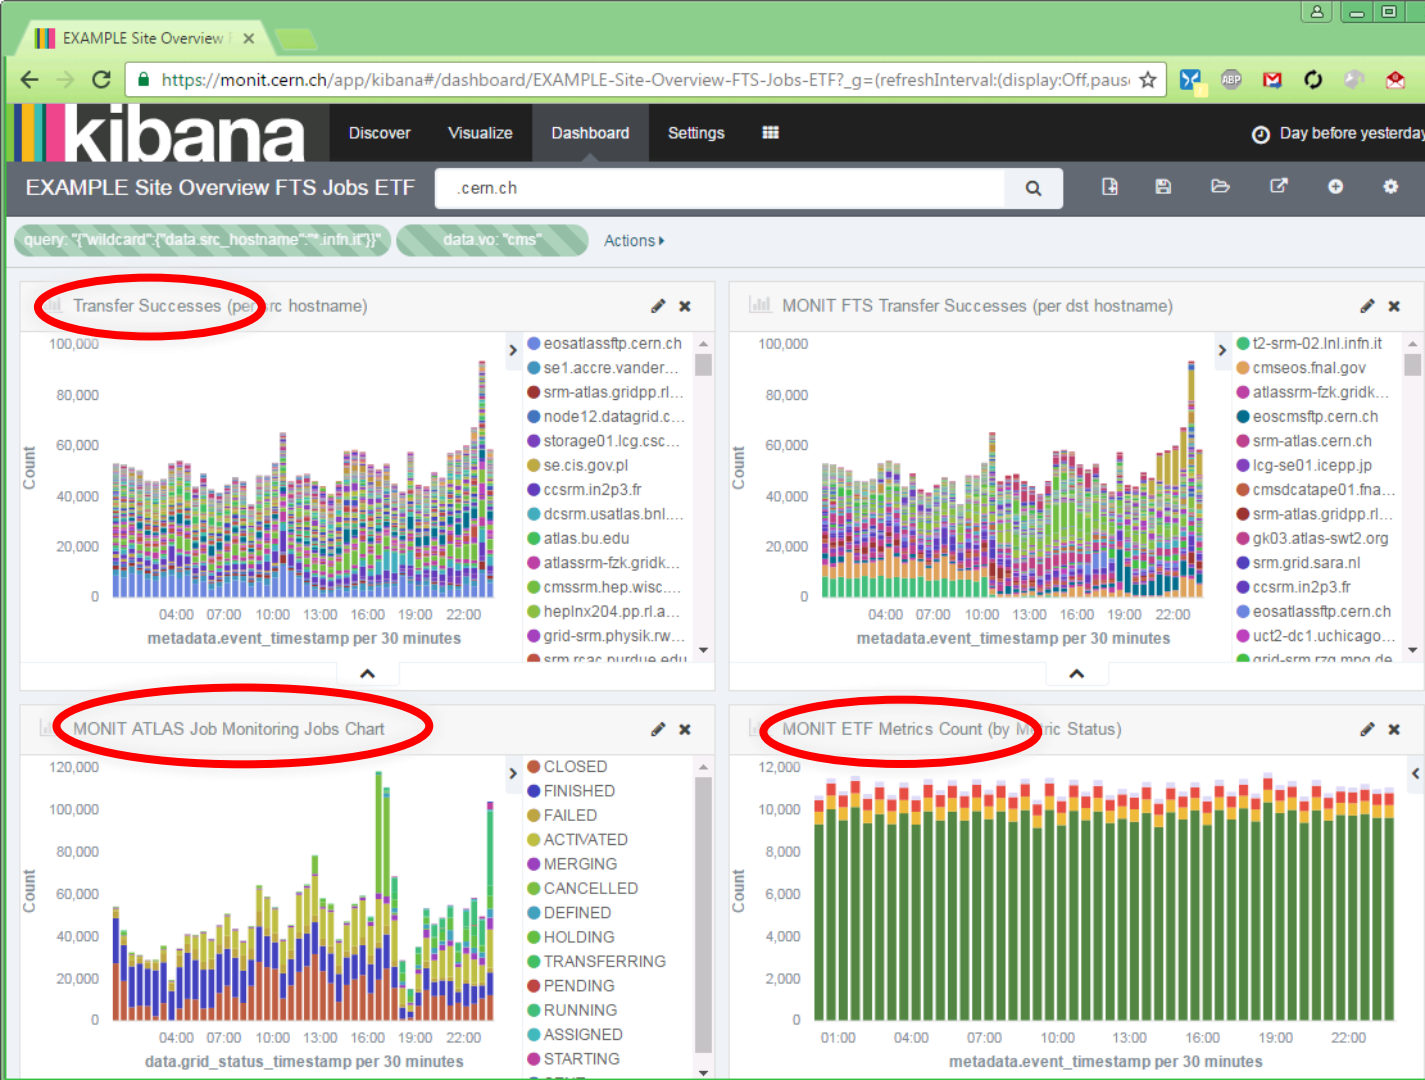 EXAMPLE Site Overview F
https://monit.cern.ch/app/kibana#/dashboard/EXAMPLE-Site-Overview-FTS-Jobs-ETF?_g=(refreshInterval:(display:Off,paus
ABP
kibana
Discover Visualize Dashboard Settings
Day before yesterday
EXAMPLE Site Overview FTS Jobs ETF
.cern.ch
query: "{"wildcard":{"data.src_hostname":"*.infn.it"}}" data.vo: "cms" Actions
Transfer Successes (per src hostname)
100,000
80,000
60,000
40,000
20,000
0
Count
04:00 07:00 10:00 13:00 16:00 19:00 22:00
metadata.event_timestamp per 30 minutes
eosatlassftp.cern.ch
se1.accre.vander...
srm-atlas.gridpp.rl...
node12.datagrid.c...
storage01.lcg.csc...
se.cis.gov.pl
ccsrm.in2p3.fr
dcsrm.usatlas.bnl....
atlas.bu.edu
atlassrm-fzk.gridk...
cmssrm.hep.wisc....
heplnx204.pp.rl.a...
grid-srm.physik.rw...
srm.rcac.purdue.edu
MONIT FTS Transfer Successes (per dst hostname)
100,000
80,000
60,000
40,000
20,000
0
Count
04:00 07:00 10:00 13:00 16:00 19:00 22:00
metadata.event_timestamp per 30 minutes
t2-srm-02.lnl.infn.it
cmseos.fnal.gov
atlassrm-fzk.gridk...
eoscmsftp.cern.ch
srm-atlas.cern.ch
lcg-se01.icepp.jp
cmsdcatape01.fna...
srm-atlas.gridpp.rl...
gk03.atlas-swt2.org
srm.grid.sara.nl
ccsrm.in2p3.fr
eosatlassftp.cern.ch
uct2-dc1.uchicago...
grid-srm.rzg.mpg.de
MONIT ATLAS Job Monitoring Jobs Chart
120,000
100,000
80,000
60,000
40,000
20,000
0
Count
04:00 07:00 10:00 13:00 16:00 19:00 22:00
data.grid_status_timestamp per 30 minutes
CLOSED
FINISHED
FAILED
ACTIVATED
MERGING
CANCELLED
DEFINED
HOLDING
TRANSFERRING
PENDING
RUNNING
ASSIGNED
STARTING
MONIT ETF Metrics Count (by Metric Status)
12,000
10,000
8,000
6,000
4,000
2,000
0
Count
01:00 04:00 07:00 10:00 13:00 16:00 19:00 22:00
metadata.event_timestamp per 30 minutes